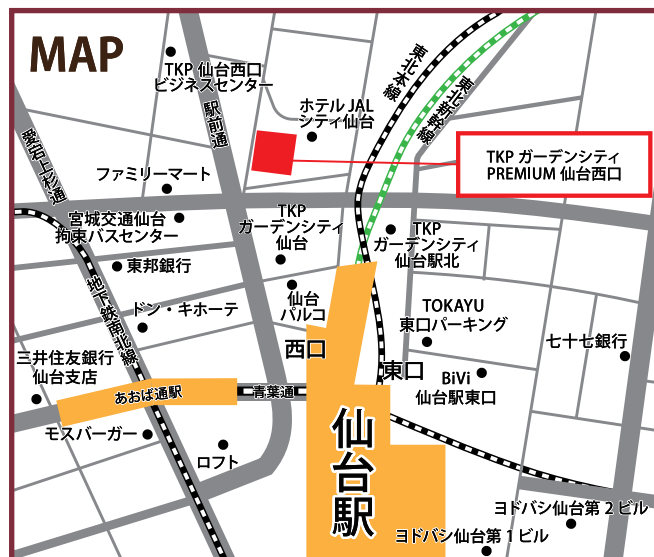 MAP
TKP 仙台西口
ビジネスセンター
駅前通
ホテル JAL
シティ仙台
東北本線
東北新幹線
TKP ガーデンシティ
PREMIUM 仙台西口
愛宕上杉通
ファミリーマート
宮城交通仙台
拘束バスセンター
TKP
ガーデンシティ
仙台
TKP
ガーデンシティ
仙台駅北
東邦銀行
地下鉄南北線
ドン・キホーテ
仙台
パルコ
TOKAYU
東口パーキング
西口
東口
七十七銀行
三井住友銀行
仙台支店
あおば通駅
青葉通
BiVi
仙台駅東口
モスバーガー
ロフト
仙台駅
ヨドバシ仙台第2ビル
ヨドバシ仙台第1ビル